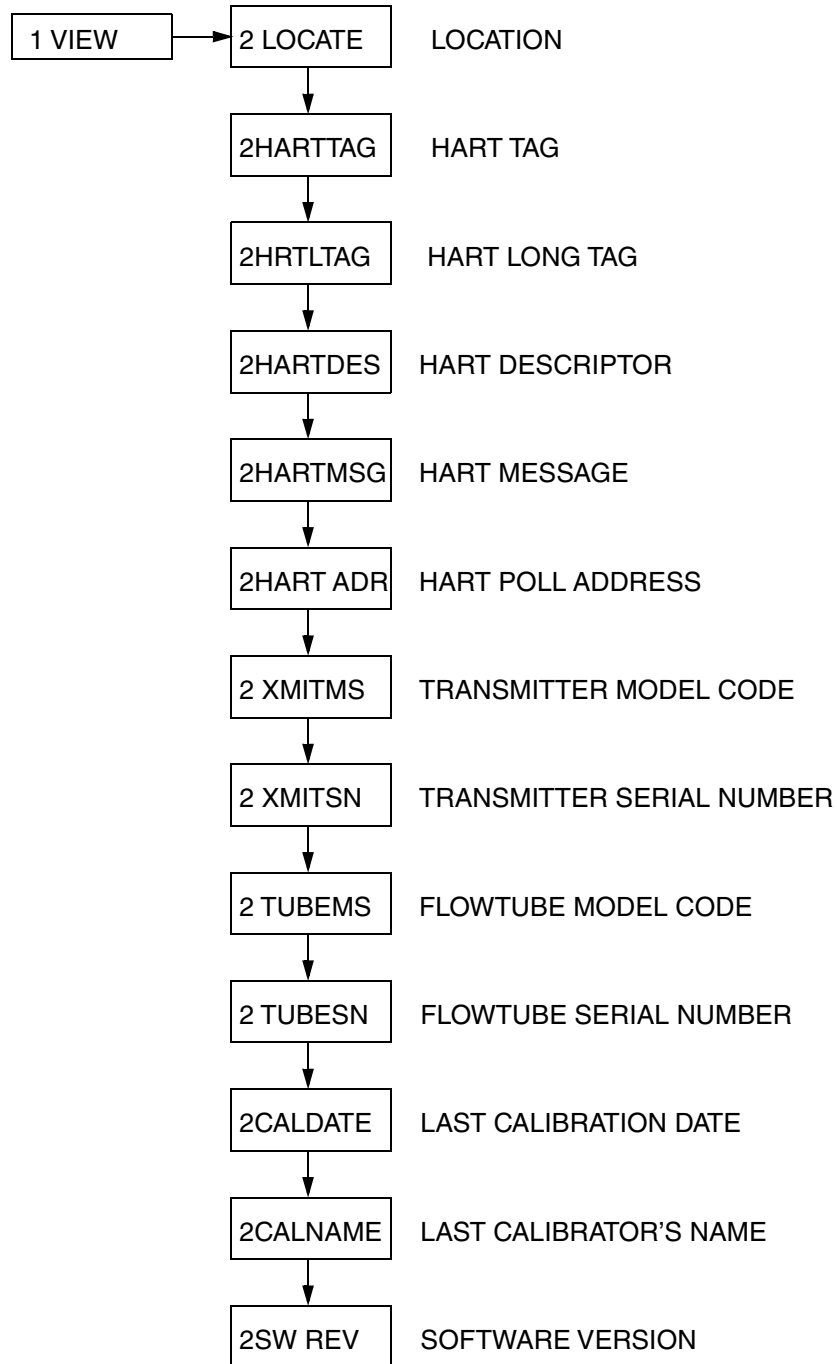 1 VIEW 2 LOCATE LOCATION
2HARTTAG HART TAG
2HRTLTAG HART LONG TAG
2HARTDES HART DESCRIPTOR
2HARTMSG HART MESSAGE
2HART ADR HART POLL ADDRESS
2 XMITMS TRANSMITTER MODEL CODE
2 XMITSN TRANSMITTER SERIAL NUMBER
2 TUBEMS FLOWTUBE MODEL CODE
2 TUBESN FLOWTUBE SERIAL NUMBER
2CALDATE LAST CALIBRATION DATE
2CALNAME LAST CALIBRATOR’S NAME
2SW REV SOFTWARE VERSION